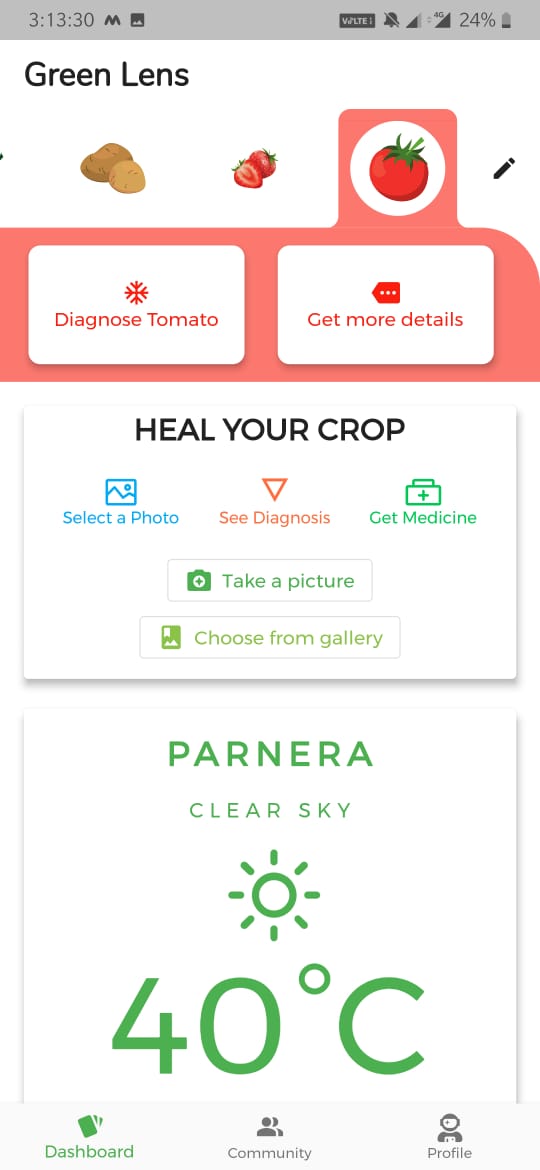 3:13:30 VoLTE 4G 24%
Green Lens
Diagnose Tomato
Get more details
HEAL YOUR CROP
Select a Photo
See Diagnosis
Get Medicine
Take a picture
Choose from gallery
PARNERA
CLEAR SKY
40°C
Dashboard
Community
Profile